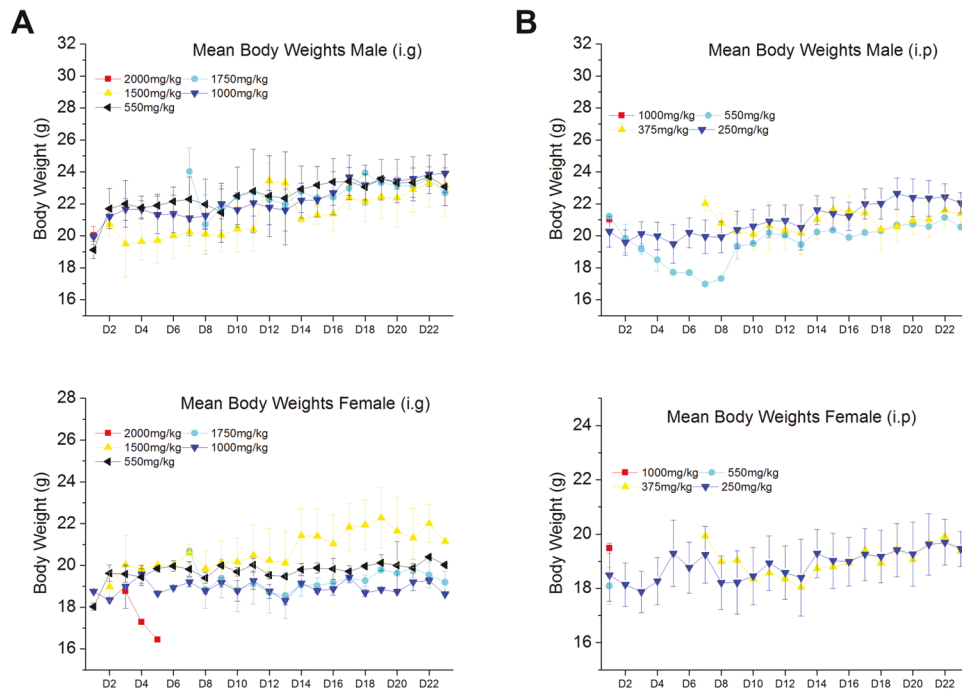 A
Mean Body Weights Male (i.g)
2000mg/kg 1750mg/kg
1500mg/kg 1000mg/kg
550mg/kg
Body Weight (g)
32
30
28
26
24
22
20
18
16
D2 D4 D6 D8 D10 D12 D14 D16 D18 D20 D22
B
Mean Body Weights Male (i.p)
1000mg/kg 550mg/kg
375mg/kg 250mg/kg
Body Weight (g)
32
30
28
26
24
22
20
18
16
D2 D4 D6 D8 D10 D12 D14 D16 D18 D20 D22
Mean Body Weights Female (i.g)
2000mg/kg 1750mg/kg
1500mg/kg 1000mg/kg
550mg/kg
Body Weight (g)
28
26
24
22
20
18
16
D2 D4 D6 D8 D10 D12 D14 D16 D18 D20 D22
Mean Body Weights Female (i.p)
1000mg/kg 550mg/kg
375mg/kg 250mg/kg
Body Weight (g)
24
22
20
18
16
D2 D4 D6 D8 D10 D12 D14 D16 D18 D20 D22